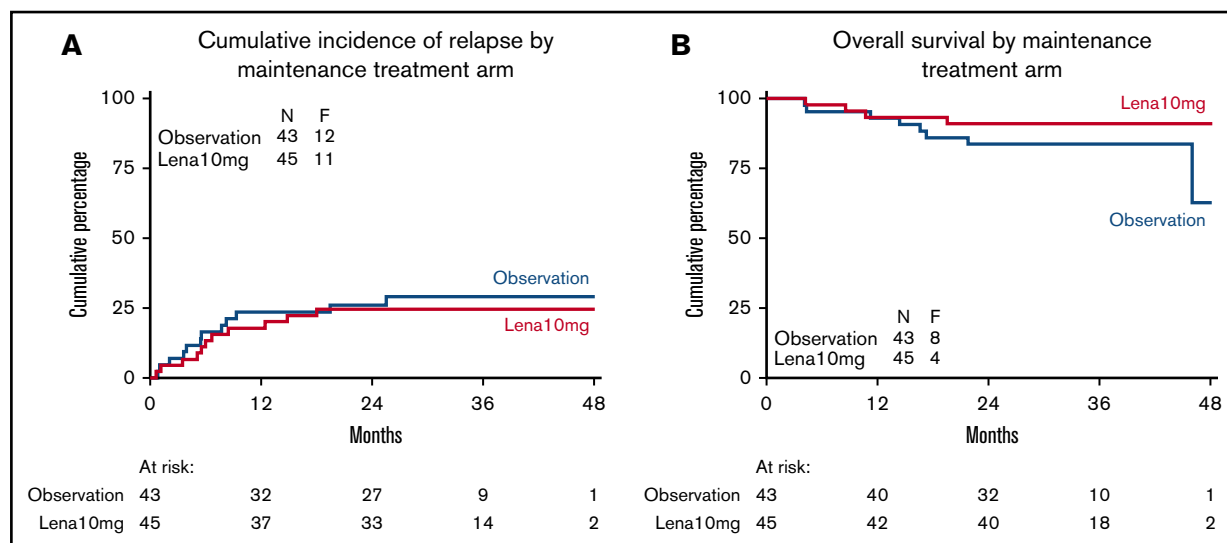 A
Cumulative incidence of relapse by
maintenance treatment arm
Cumulative percentage
100
75
50
25
0
N F
Observation 43 12
Lena10mg 45 11
Observation
Lena10mg
0 12 24 36 48
Months
At risk:
Observation 43 32 27 9 1
Lena10mg 45 37 33 14 2
B
Overall survival by maintenance
treatment arm
Cumulative percentage
100
75
50
25
0
Lena10mg
Observation
N F
Observation 43 8
Lena10mg 45 4
0 12 24 36 48
Months
At risk:
Observation 43 40 32 10 1
Lena10mg 45 42 40 18 2